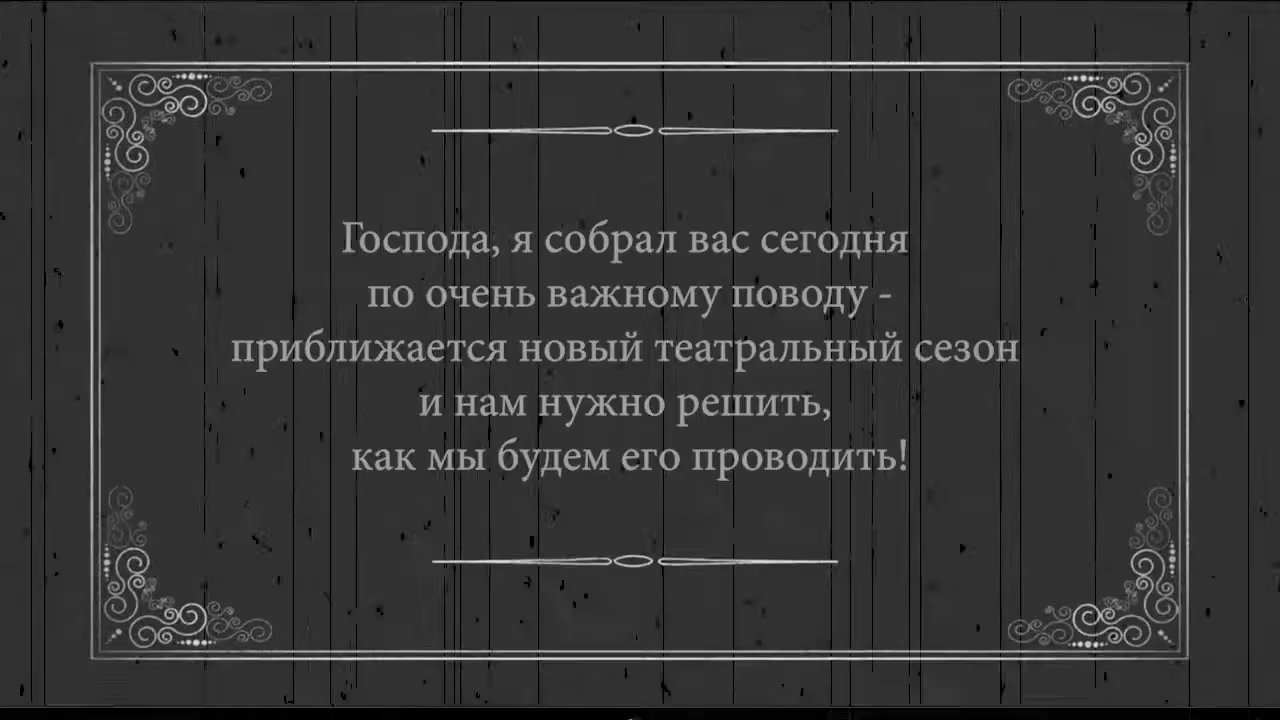 Господа, я собрал вас сегодня
по очень важному поводу -
приближается новый театральный сезон
и нам нужно решить,
как мы будем его проводить!